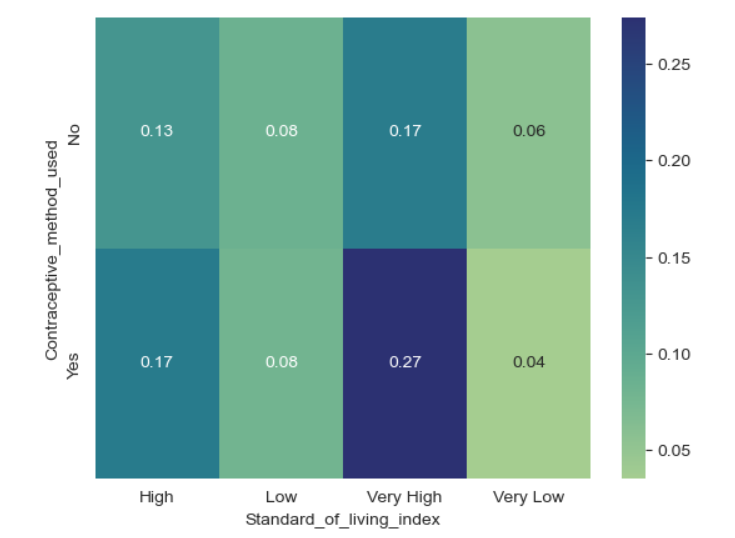 0.13 0.08 0.17 0.06
0.17 0.08 0.27 0.04
No
Yes
Contraceptive_method_used
High Low Very High Very Low
Standard_of_living_index
0.25
0.20
0.15
0.10
0.05